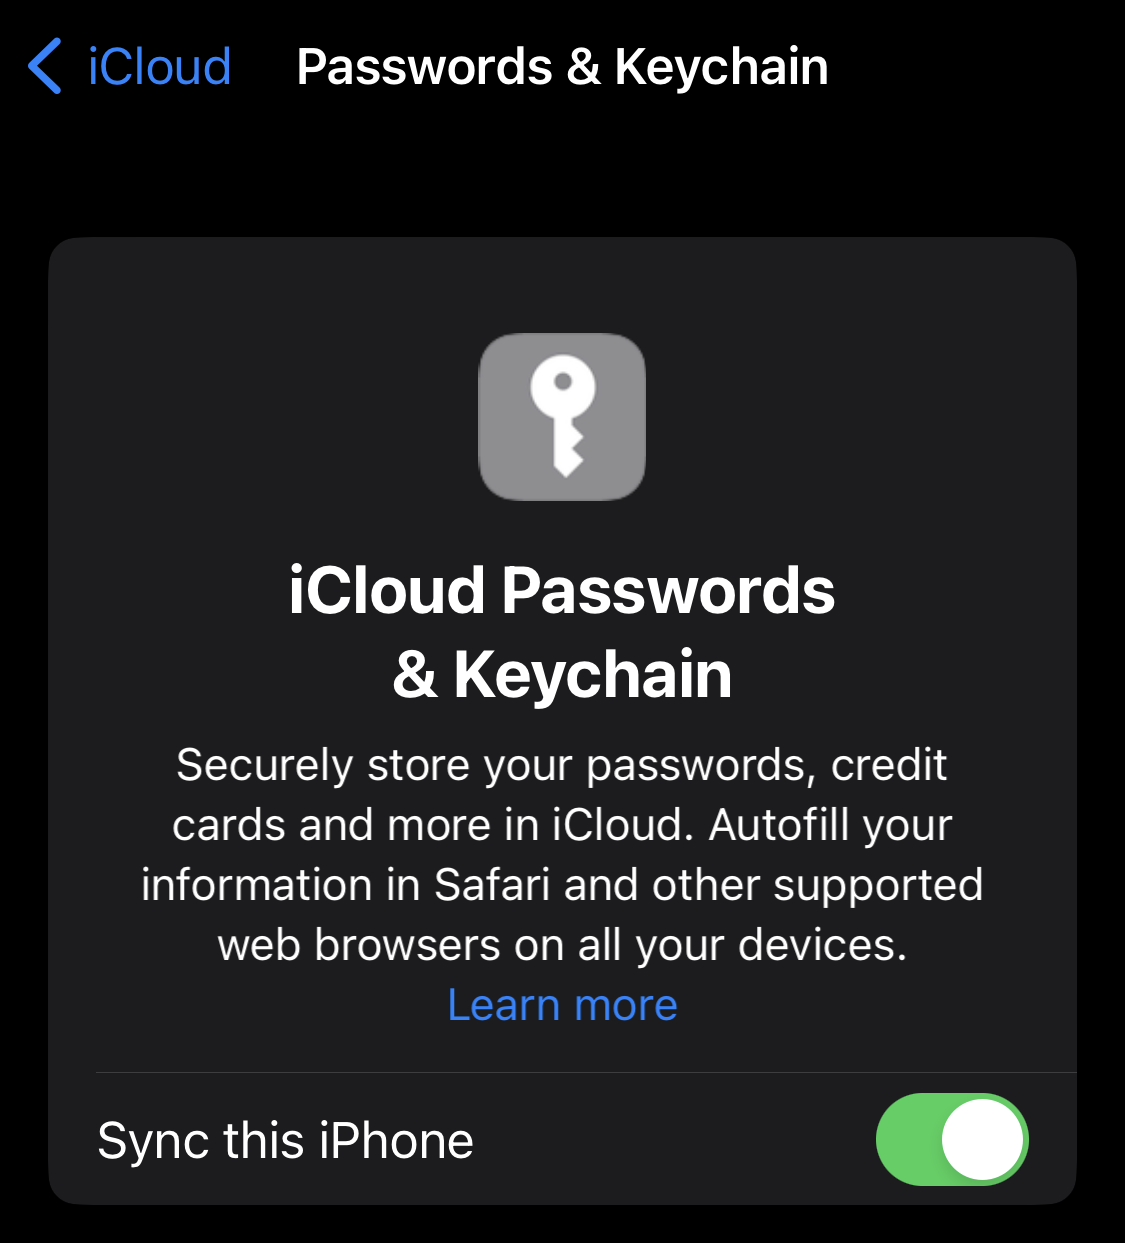 iCloud Passwords & Keychain
iCloud Passwords
& Keychain
Securely store your passwords, credit
cards and more in iCloud. Autofill your
information in Safari and other supported
web browsers on all your devices.
Learn more
Sync this iPhone